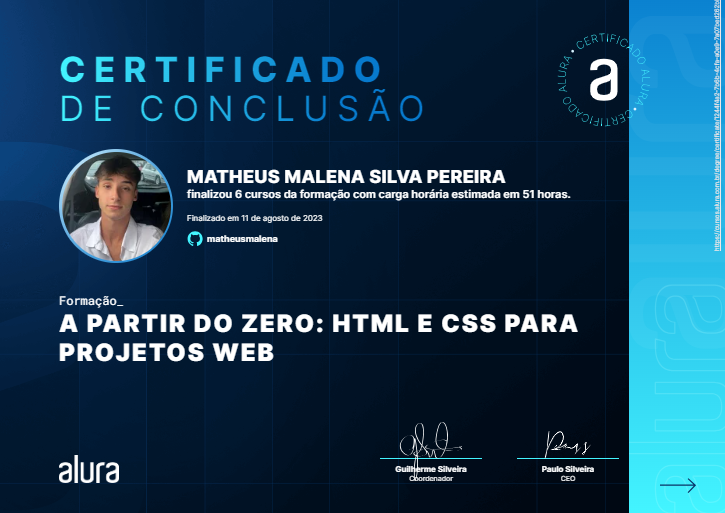 CERTIFICADO
DE CONCLUSÃO
CERTIFICADO ALURA • CERTIFICADO ALURA •
a
MATHEUS MALENA SILVA PEREIRA
finalizou 6 cursos da formação com carga horária estimada em 51 horas.
Finalizado em 11 de agosto de 2023
matheusmalena
Formação_
A PARTIR DO ZERO: HTML E CSS PARA
PROJETOS WEB
alura
Guilherme Silveira
Coordenador
Paulo Silveira
CEO
alura